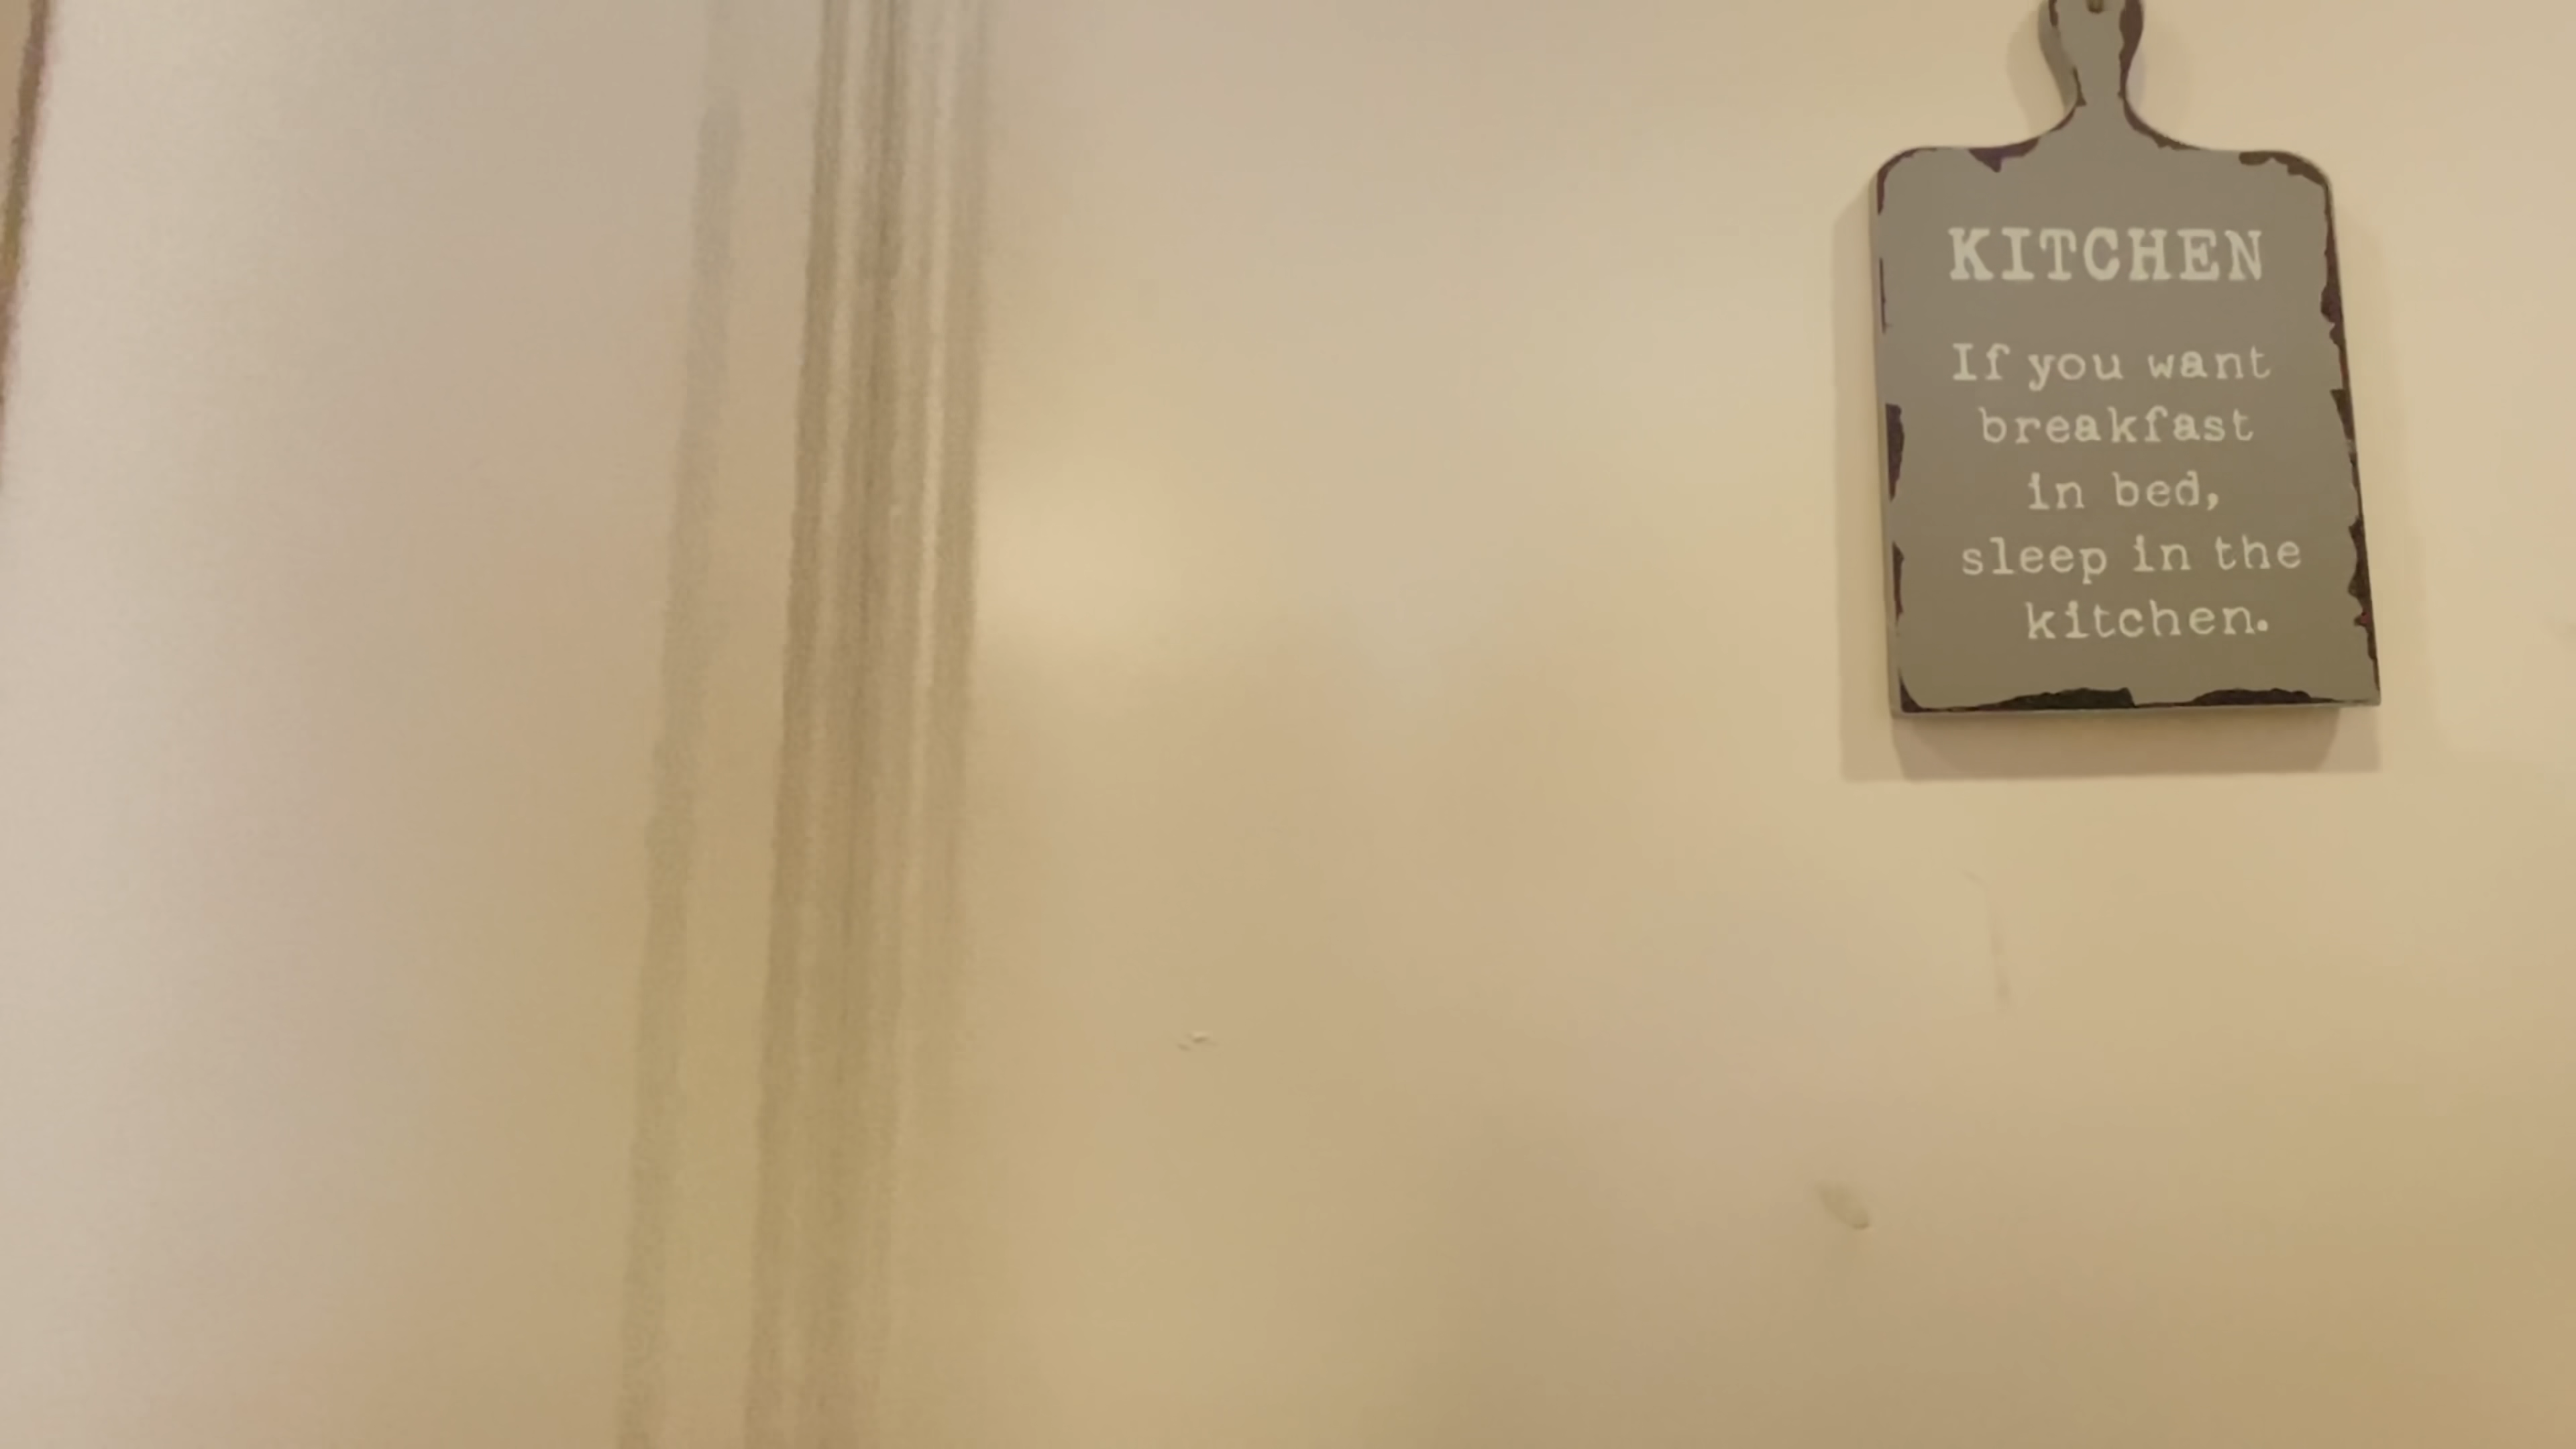 KITCHEN
If you want
breakfast
in bed,
sleep in the
kitchen.